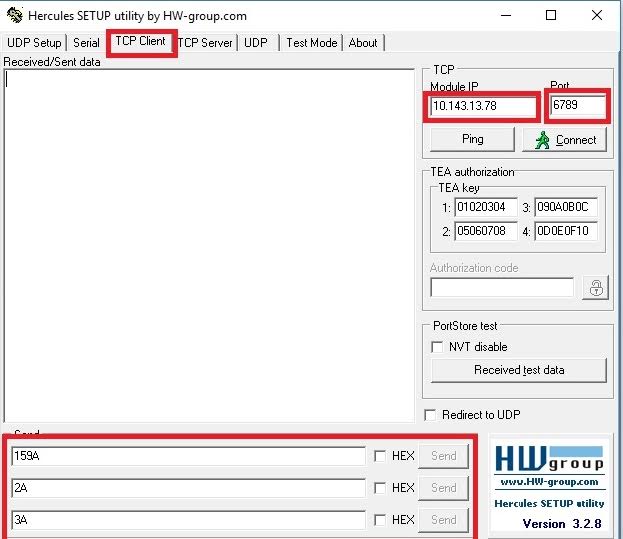 Hercules SETUP utility by HW-group.com
UDP Setup Serial TCP Client TCP Server UDP Test Mode About
Received/Sent data
TCP
Module IP Port
10.143.13.78 6789
Ping Connect
TEA authorization
TEA key
1: 01020304 3: 090A0B0C
2: 05060708 4: 0D0E0F10
Authorization code
PortStore test
NVT disable
Received test data
Redirect to UDP
Send
159A HEX Send
2A HEX Send
3A HEX Send
HW group
www.HW-group.com
Hercules SETUP utility
Version 3.2.8